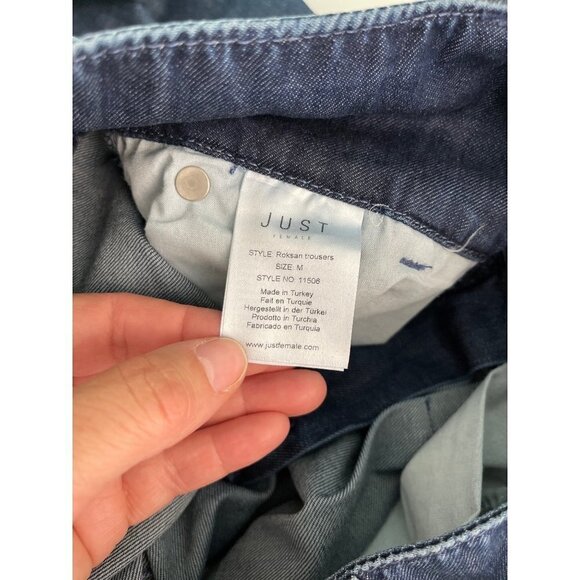 JUST
FEMALE
STYLE: Roksan trousers
SIZE: M
STYLE NO: 11506
Made in Turkey
Fait en Turquie
Hergestellt in der Türkei
Prodotto in Turchia
Fabricado en Turquia
www.justfemale.com